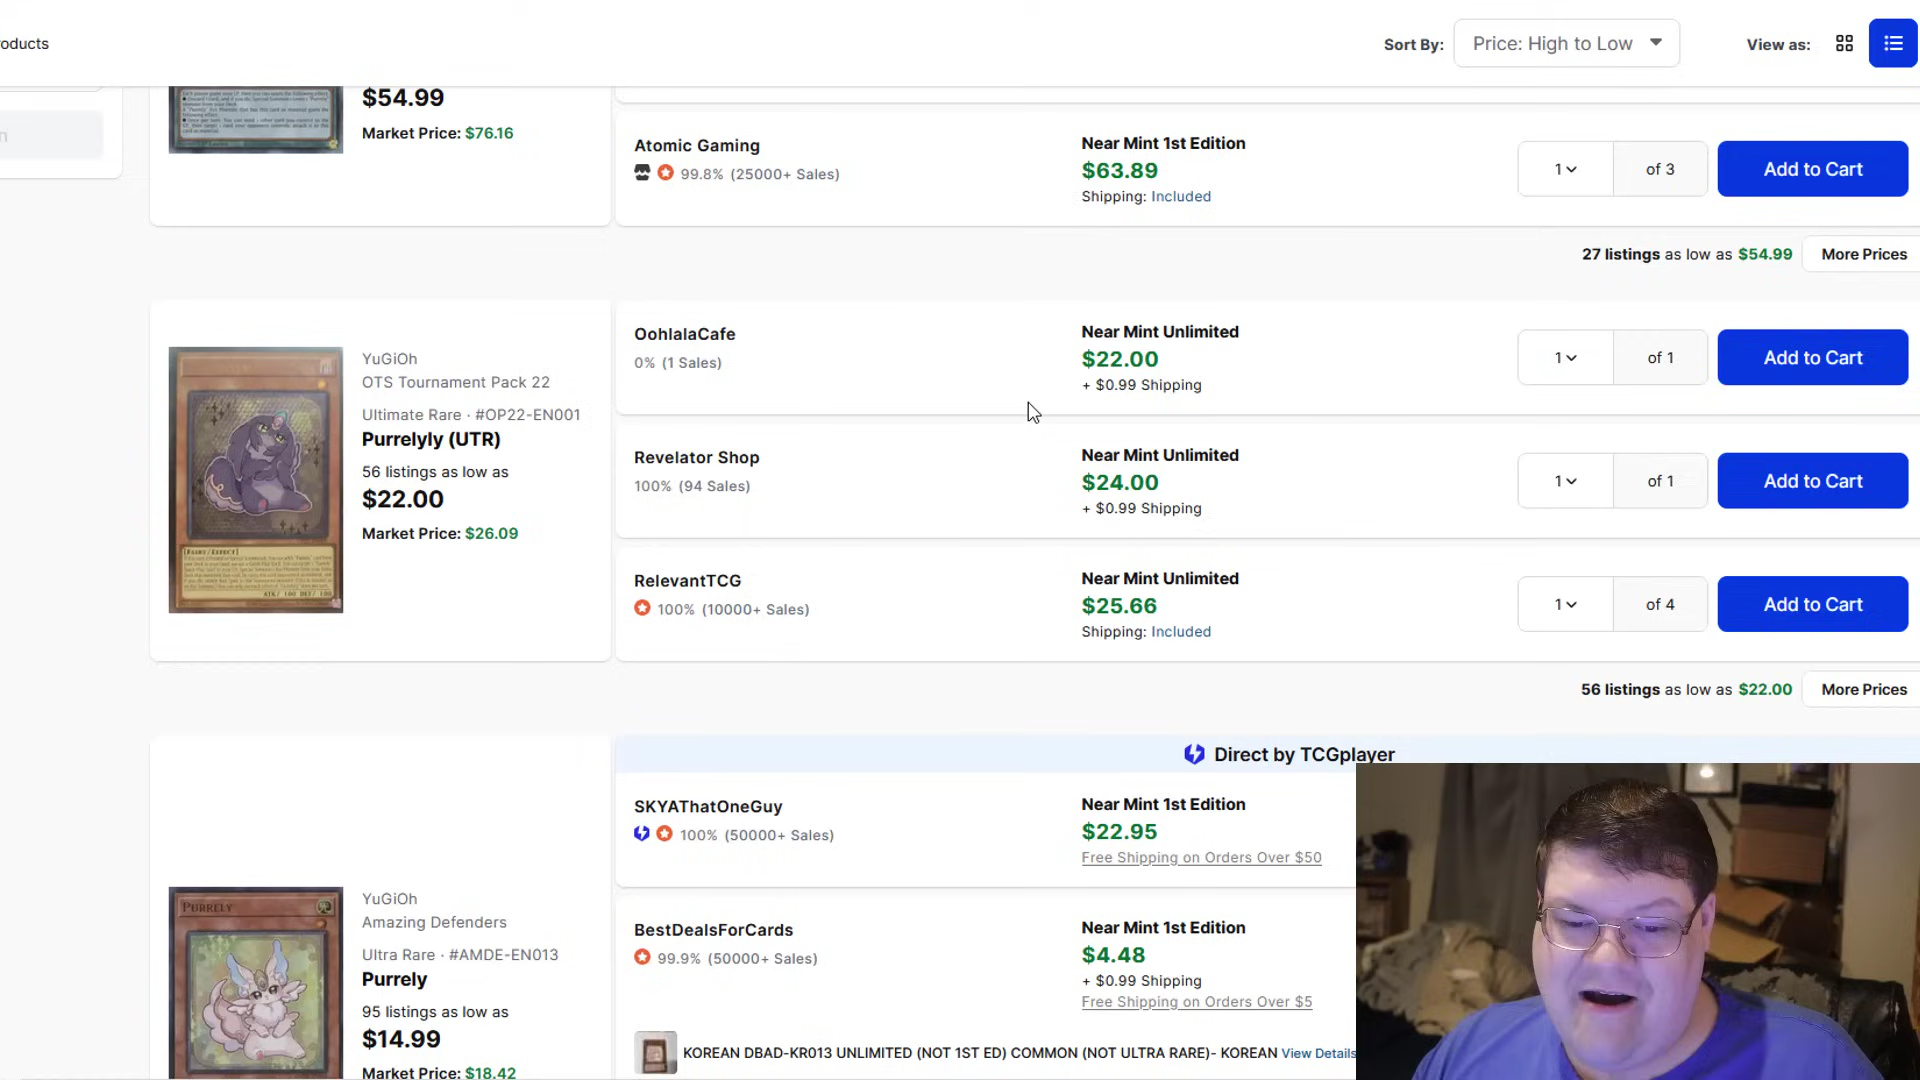 oducts
Sort By:
Price: High to Low
View as:
$54.99
Market Price: $76.16
Atomic Gaming
99.8% (25000+ Sales)
Near Mint 1st Edition
$63.89
Shipping: Included
1
of 3
Add to Cart
27 listings as low as $54.99
More Prices
YuGiOh
OTS Tournament Pack 22
Ultimate Rare · #OP22-EN001
Purrelyly (UTR)
56 listings as low as
$22.00
Market Price: $26.09
OohlalaCafe
0% (1 Sales)
Near Mint Unlimited
$22.00
+ $0.99 Shipping
1
of 1
Add to Cart
Revelator Shop
100% (94 Sales)
Near Mint Unlimited
$24.00
+ $0.99 Shipping
1
of 1
Add to Cart
RelevantTCG
100% (10000+ Sales)
Near Mint Unlimited
$25.66
Shipping: Included
1
of 4
Add to Cart
56 listings as low as $22.00
More Prices
Direct by TCGplayer
YuGiOh
Amazing Defenders
Ultra Rare · #AMDE-EN013
Purrely
95 listings as low as
$14.99
Market Price: $18.42
PURRELY
SKYAThatOneGuy
100% (50000+ Sales)
Near Mint 1st Edition
$22.95
Free Shipping on Orders Over $50
BestDealsForCards
99.9% (50000+ Sales)
Near Mint 1st Edition
$4.48
+ $0.99 Shipping
Free Shipping on Orders Over $5
KOREAN DBAD-KR013 UNLIMITED (NOT 1ST ED) COMMON (NOT ULTRA RARE)- KOREAN View Details